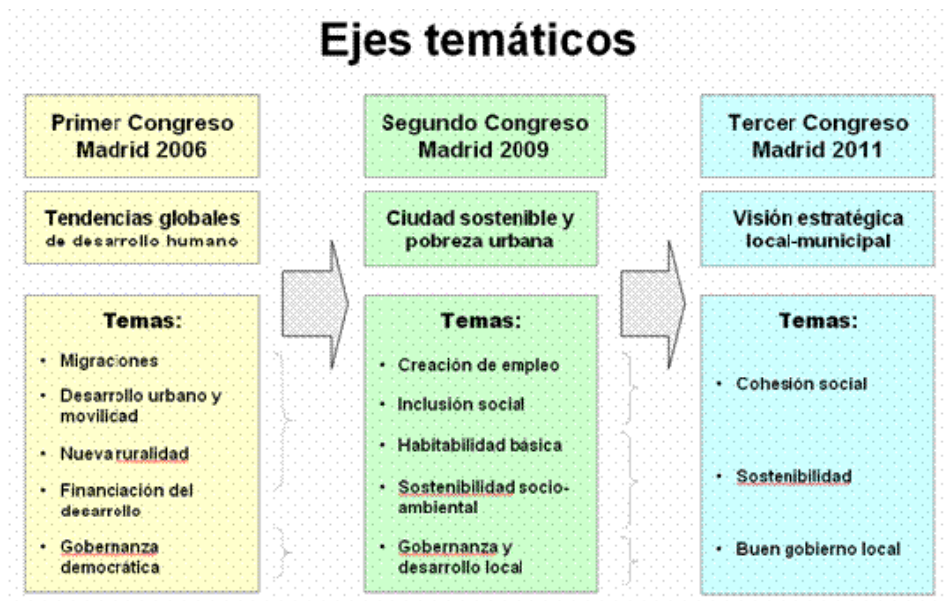 Ejes temáticos
Primer Congreso
Madrid 2006
Tendencias globales
de desarrollo humano
Temas:
• Migraciones
• Desarrollo urbano y
movilidad
• Nueva ruralidad
• Financiación del
desarrollo
• Gobernanza
democrática
Segundo Congreso
Madrid 2009
Ciudad sostenible y
pobreza urbana
Temas:
• Creación de empleo
• Inclusión social
• Habitabilidad básica
• Sostenibilidad socio-
ambiental
• Gobernanza y
desarrollo local
Tercer Congreso
Madrid 2011
Visión estratégica
local-municipal
Temas:
• Cohesión social
• Sostenibilidad
• Buen gobierno local